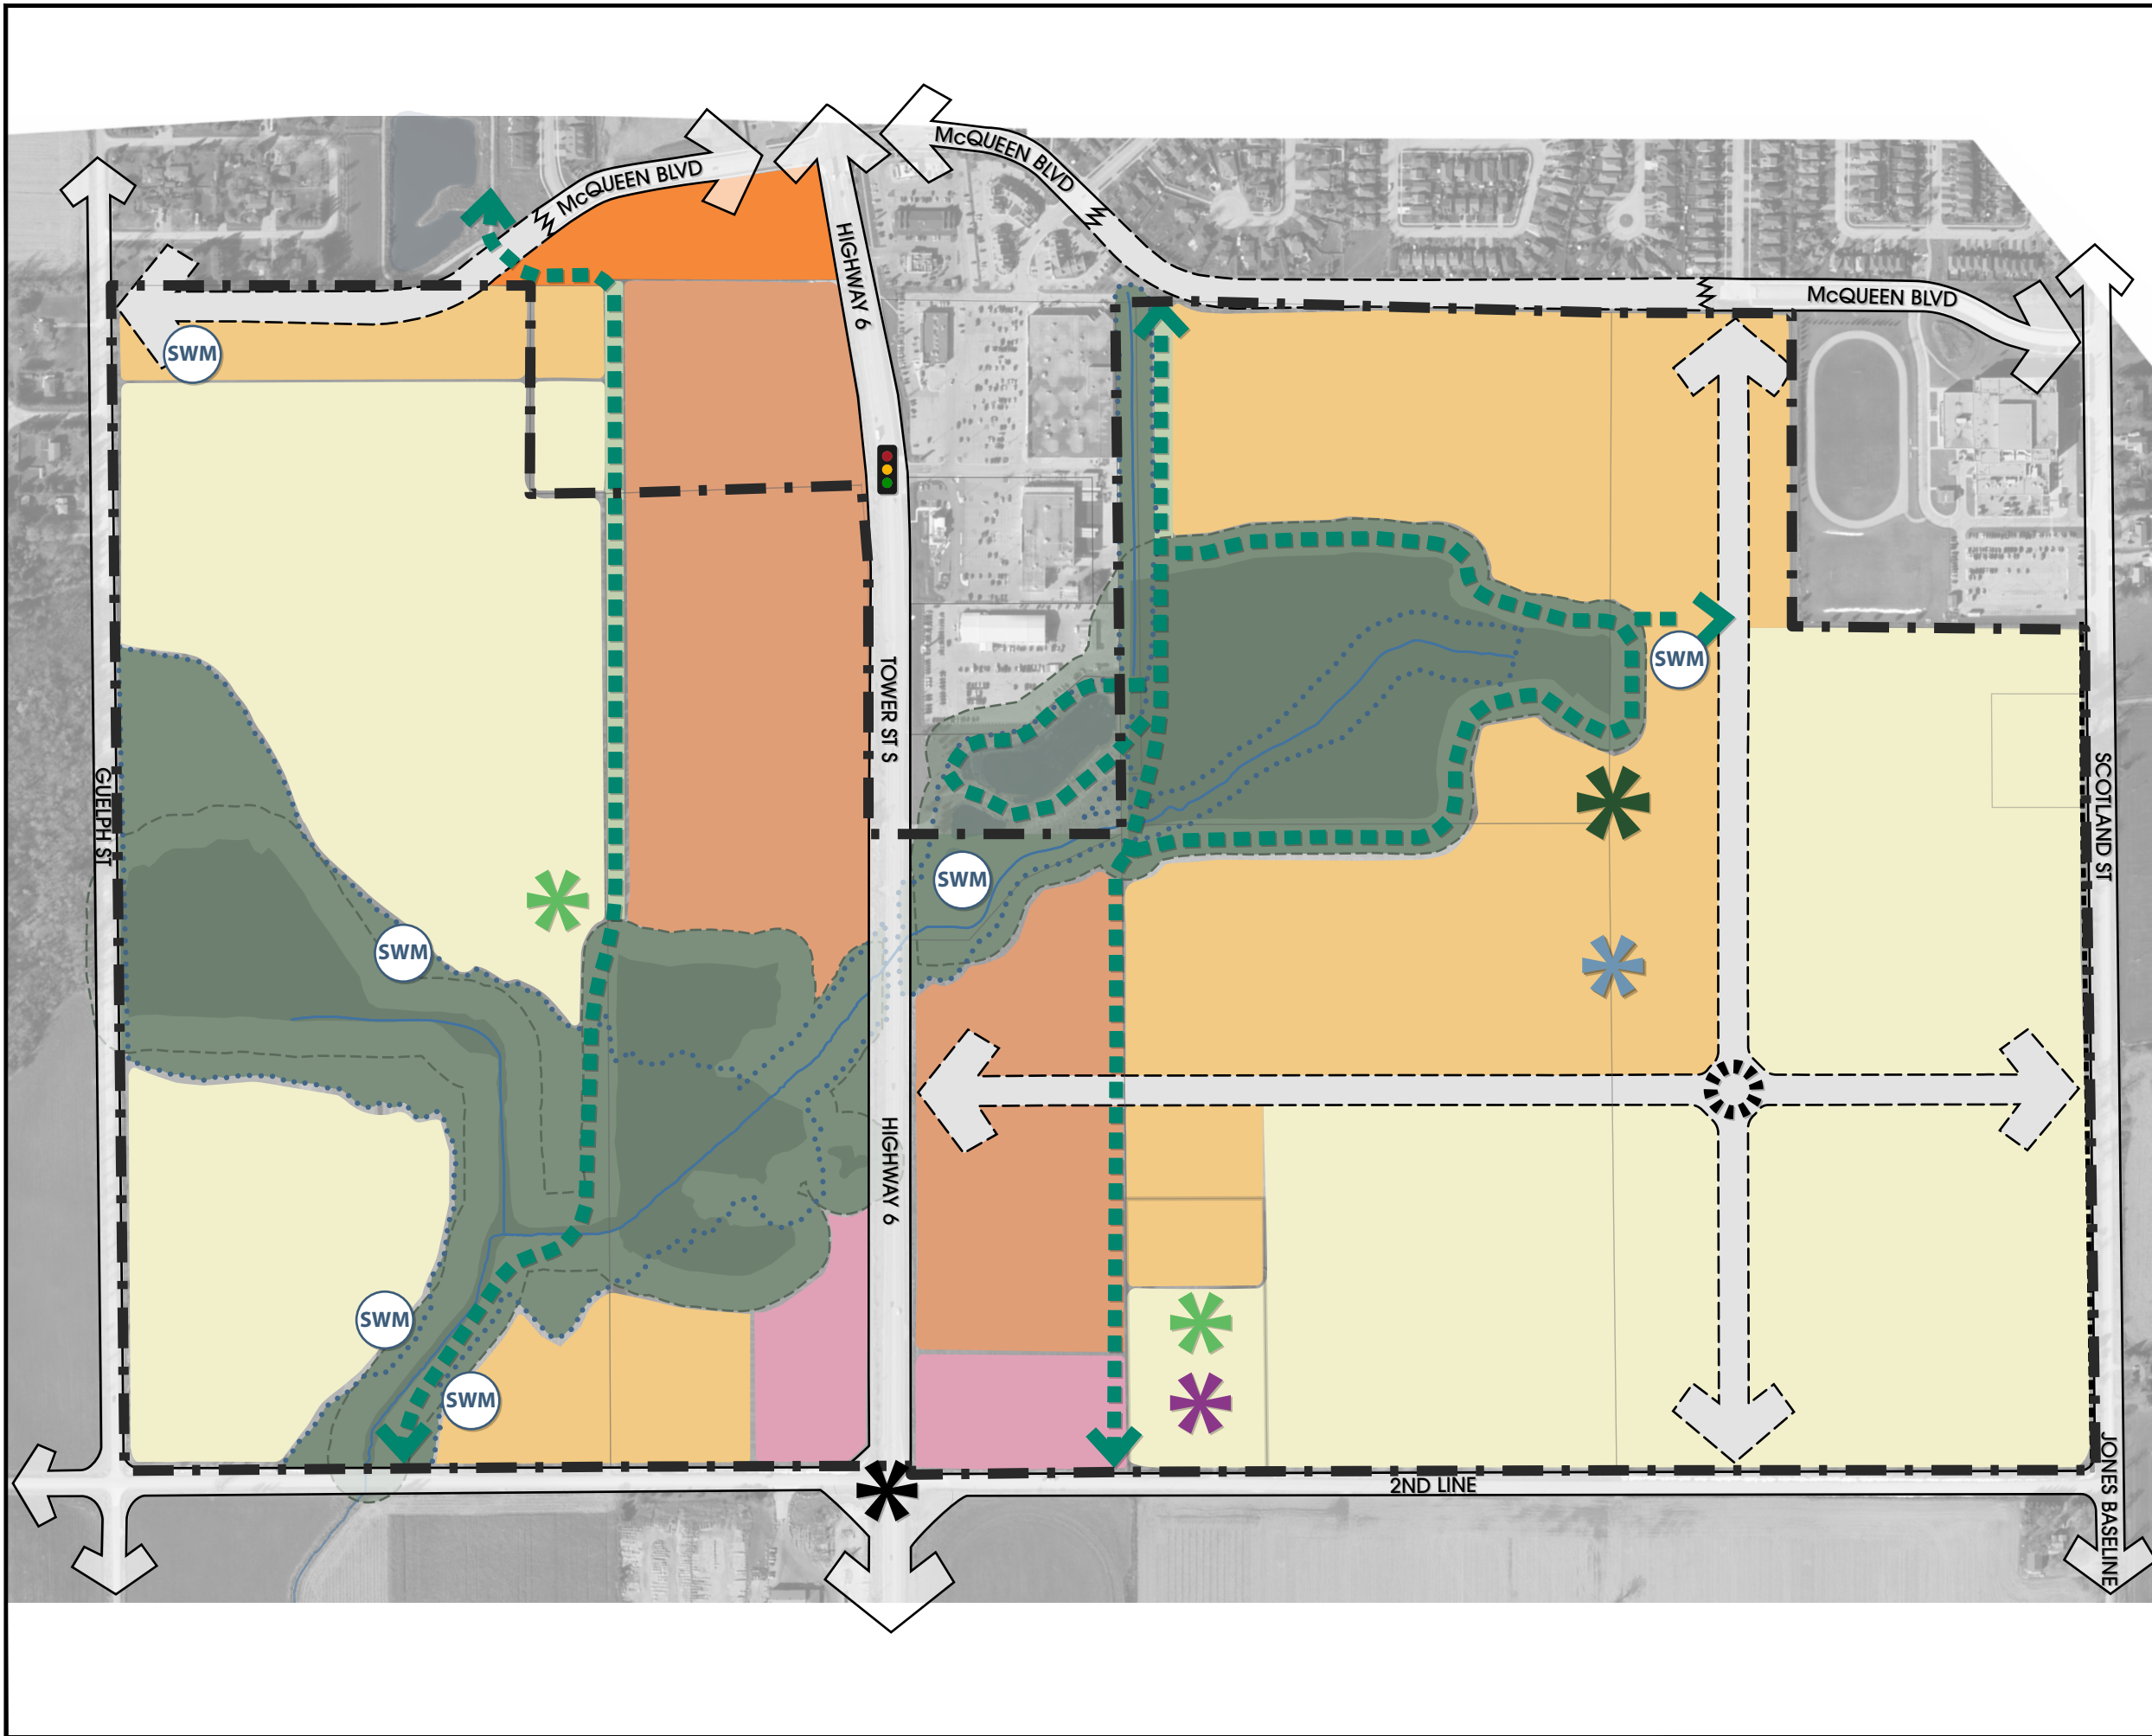 McQUEEN BLVD
McQUEEN BLVD
McQUEEN BLVD
HIGHWAY 6
SWM
SWM
TOWER ST S
GUELPH ST
SCOTLAND ST
SWM
SWM
HIGHWAY 6
SWM
SWM
2ND LINE
JONES BASELINE